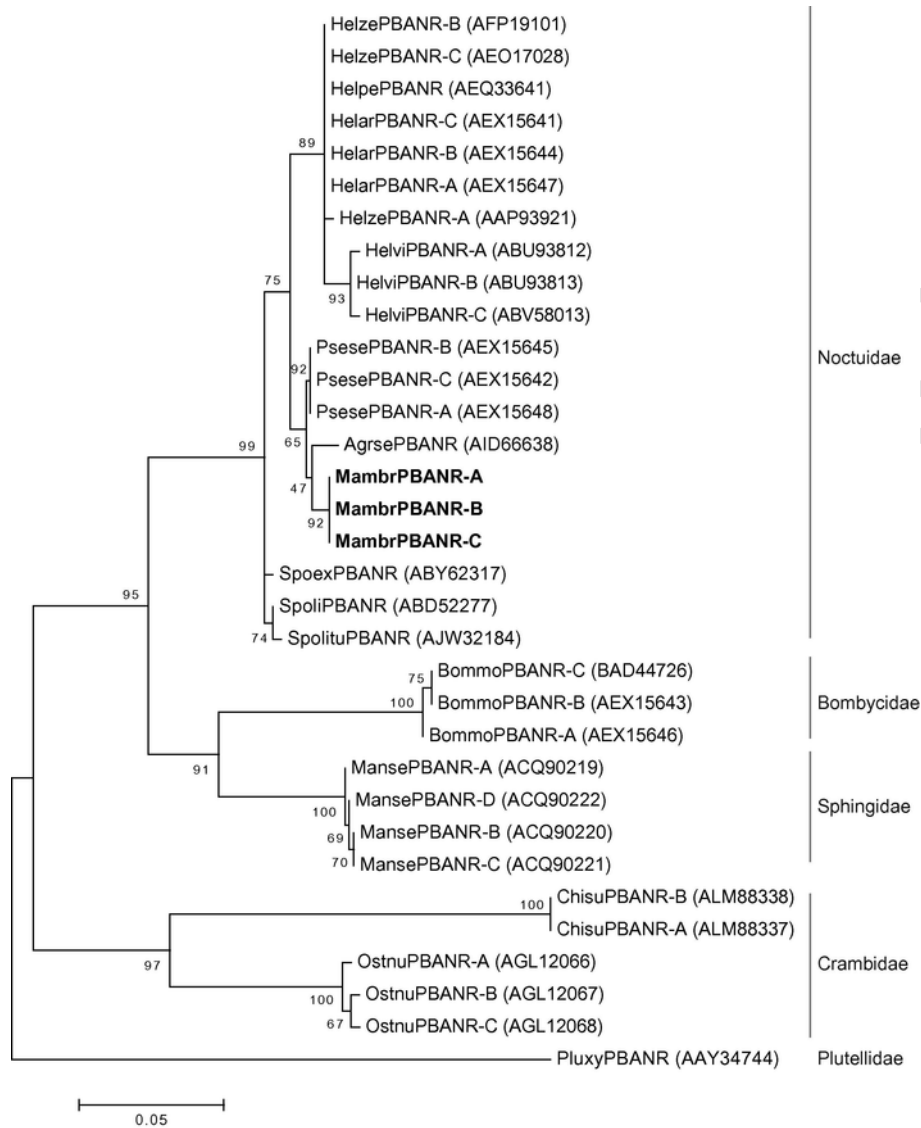 HelzePBANR-B (AFP19101)
HelzePBANR-C (AEO17028)
HelpePBANR (AEQ33641)
HelarPBANR-C (AEX15641)
89
HelarPBANR-B (AEX15644)
HelarPBANR-A (AEX15647)
HelzePBANR-A (AAP93921)
HelviPBANR-A (ABU93812)
75
HelviPBANR-B (ABU93813)
93
HelviPBANR-C (ABV58013)
PsesePBANR-B (AEX15645)
Noctuidae
92
PsesePBANR-C (AEX15642)
PsesePBANR-A (AEX15648)
65
99
AgrsePBANR (AID66638)
MambrPBANR-A
47
MambrPBANR-B
92
MambrPBANR-C
SpoexPBANR (ABY62317)
95
SpoliPBANR (ABD52277)
74
SpolituPBANR (AJW32184)
BommoPBANR-C (BAD44726)
75
BommoPBANR-B (AEX15643)
Bombycidae
100
BommoPBANR-A (AEX15646)
91
MansePBANR-A (ACQ90219)
MansePBANR-D (ACQ90222)
Sphingidae
100
MansePBANR-B (ACQ90220)
69
MansePBANR-C (ACQ90221)
70
ChisuPBANR-B (ALM88338)
100
ChisuPBANR-A (ALM88337)
97
OstnuPBANR-A (AGL12066)
Crambidae
OstnuPBANR-B (AGL12067)
100
OstnuPBANR-C (AGL12068)
67
PluxyPBANR (AAY34744)
Plutellidae
0.05